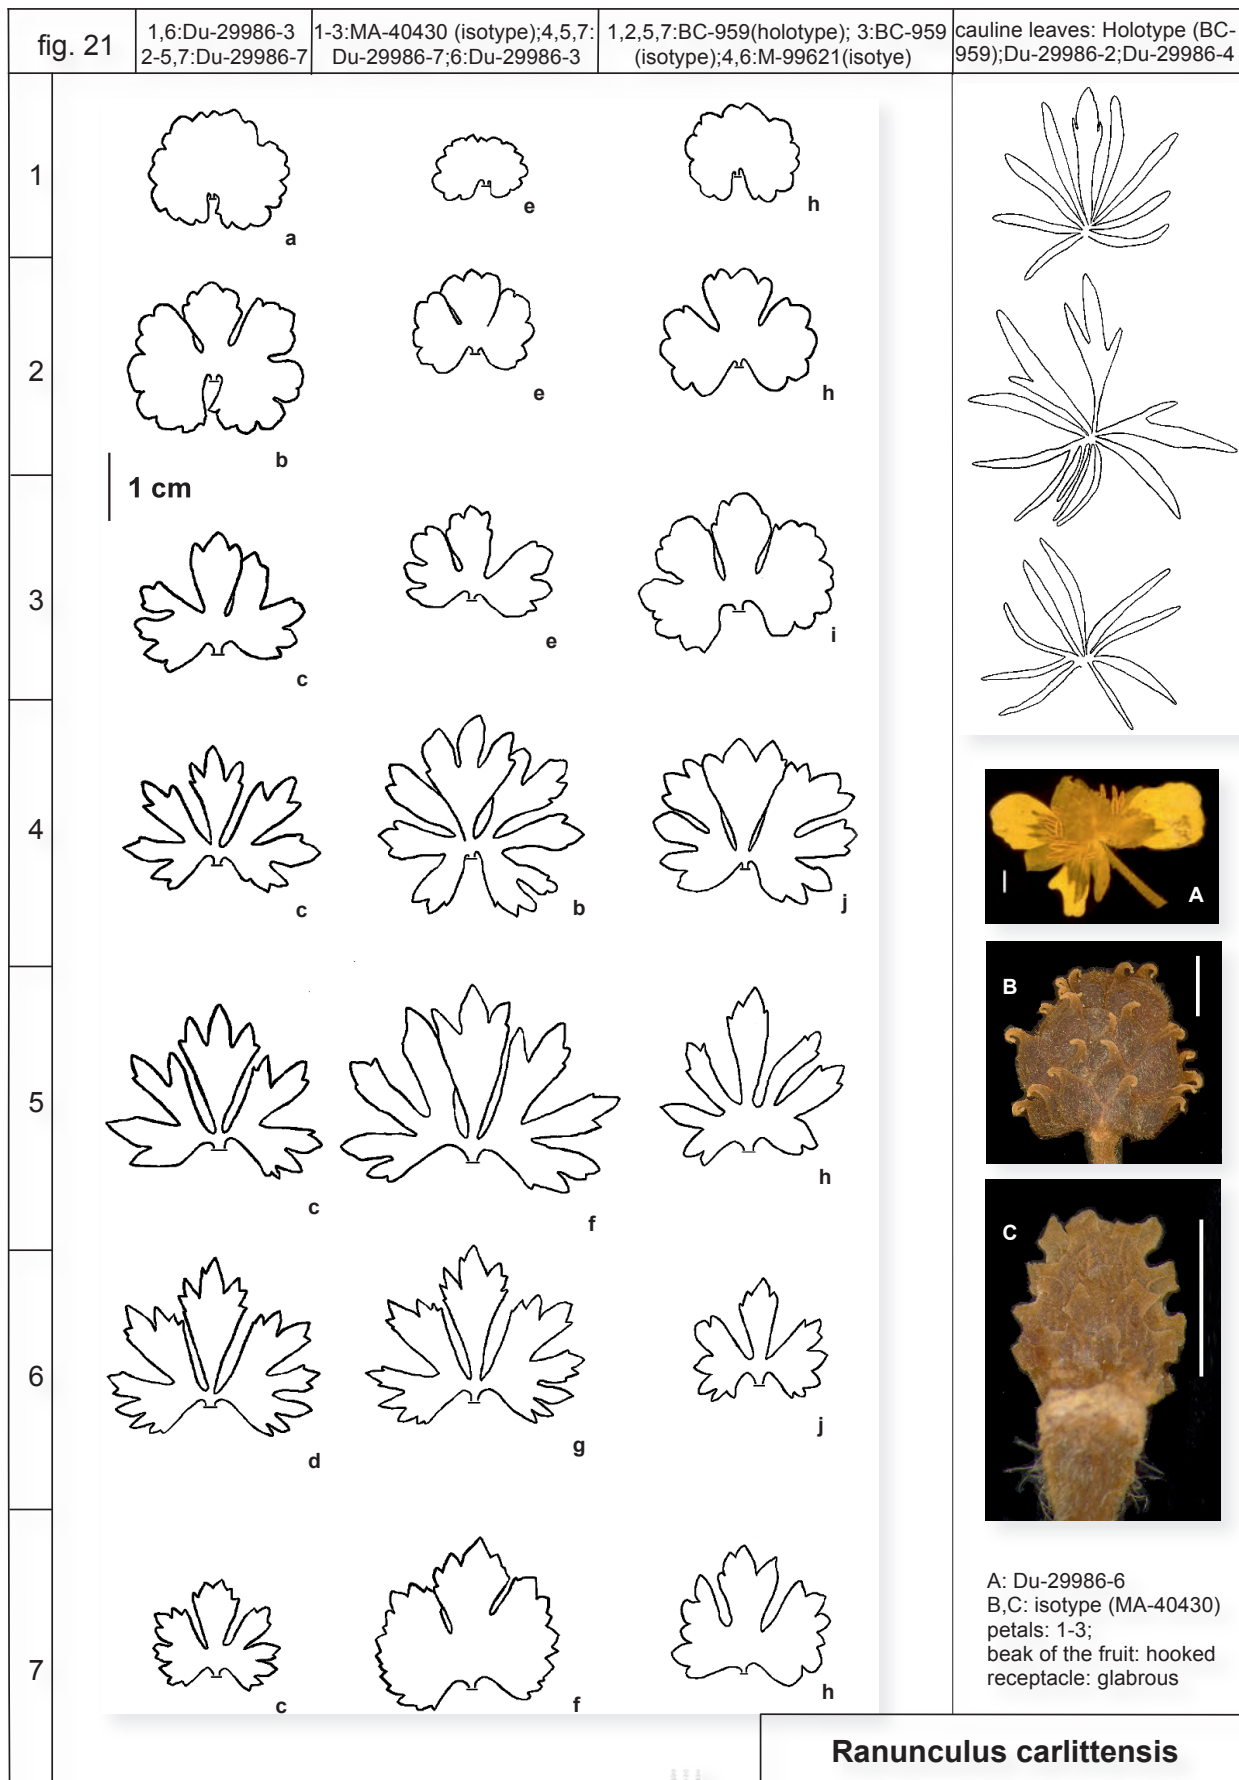 fig. 21
1,6:Du-29986-3
2-5,7:Du-29986-7
1-3:MA-40430 (isotype);4,5,7:
Du-29986-7;6:Du-29986-3
1,2,5,7:BC-959(holotype); 3:BC-959
(isotype);4,6:M-99621(isotye)
cauline leaves: Holotype (BC-
959);Du-29986-2;Du-29986-4
1
a
e
h
2
b
e
h
1 cm
3
c
e
i
4
c
b
j
A
5
c
f
h
B
C
6
d
g
j
7
c
f
h
A: Du-29986-6
B,C: isotype (MA-40430)
petals: 1-3;
beak of the fruit: hooked
receptacle: glabrous
Ranunculus carlittensis